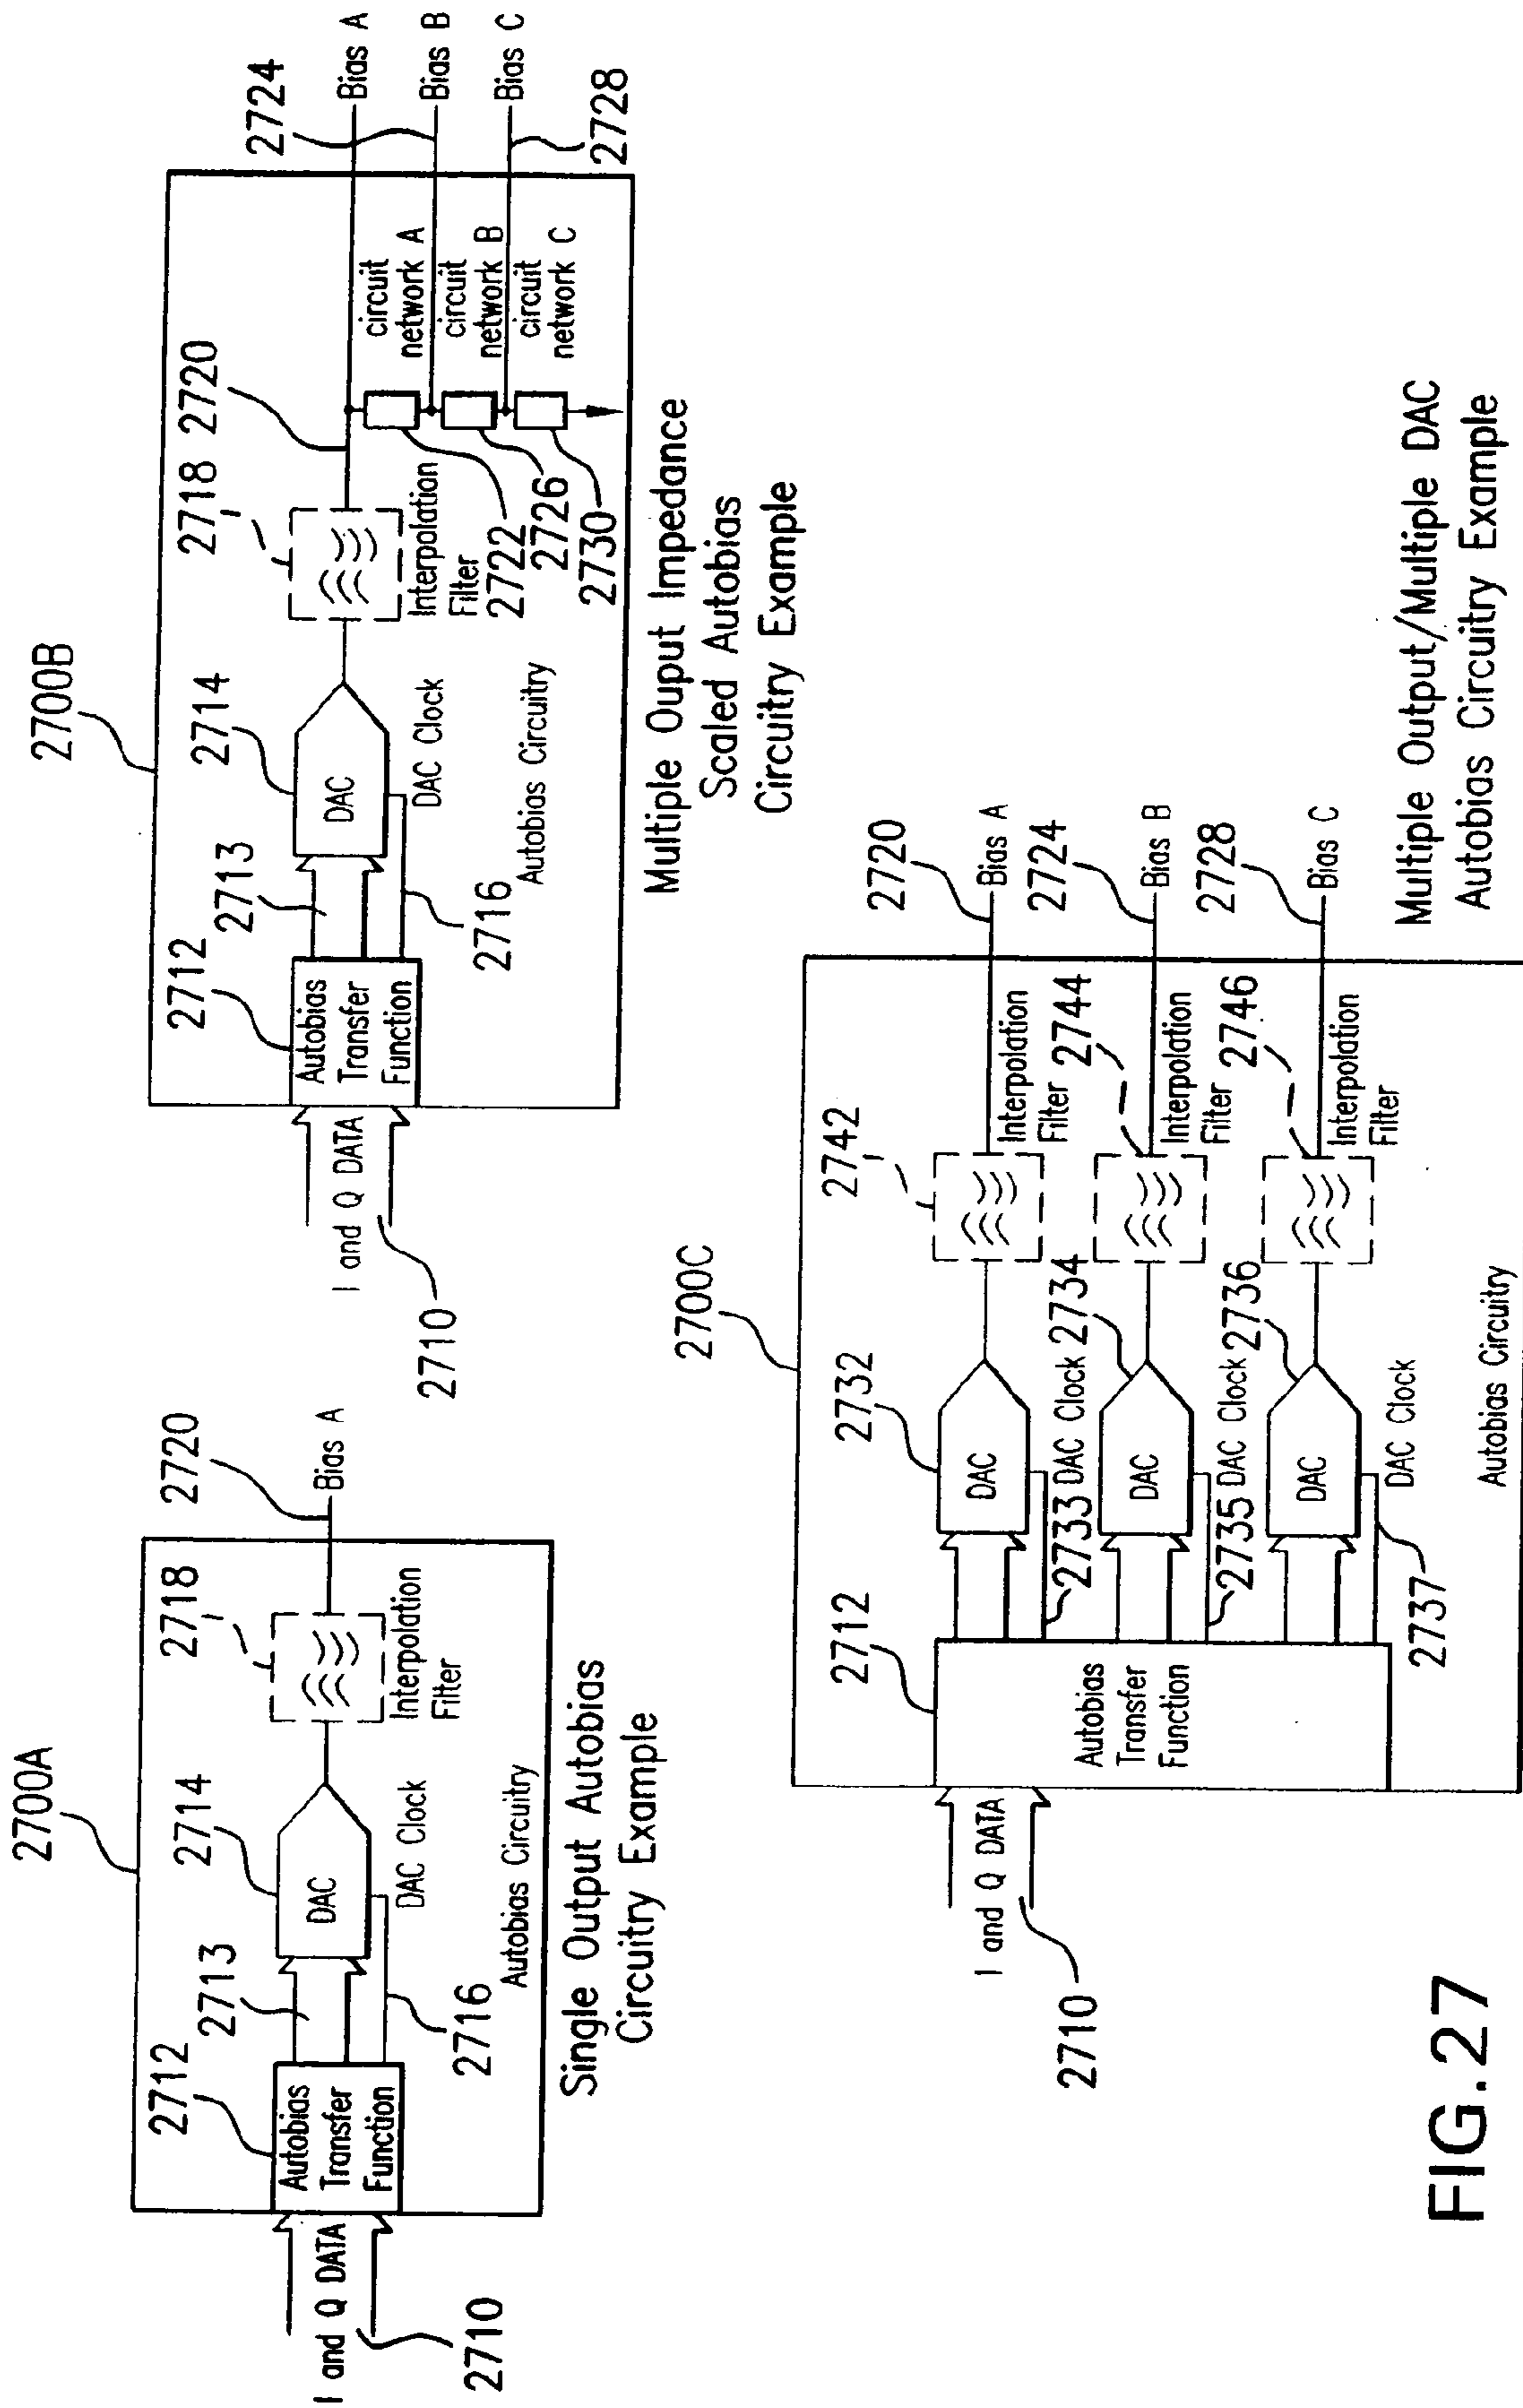 2700A
2712
2713
2714
2718
2720
I and Q DATA
2710
Autobias
Transfer
Function
2716
DAC
DAC Clock
Interpolation
Filter
Bias A
Autobias Circuitry
Single Output Autobias
Circuitry Example
2700B
2712
2713
2714
2718
2720
2724
I and Q DATA
2710
Autobias
Transfer
Function
2716
DAC
DAC Clock
Interpolation
Filter
2722
2726
2730
circuit
network A
circuit
network B
circuit
network C
Bias A
Bias B
Bias C
2728
Autobias Circuitry
Multiple Ouput Impedance
Scaled Autobias
Circuitry Example
2700C
2712
2732
2742
2720
I and Q DATA
2710
Autobias
Transfer
Function
DAC
2733
DAC Clock
2734
Interpolation
Filter
2744
Bias A
2724
DAC
2735
DAC Clock
2736
Interpolation
Filter
2746
Bias B
2728
DAC
2737
DAC Clock
Interpolation
Filter
Bias C
Autobias Circuitry
Multiple Output/Multiple DAC
Autobias Circuitry Example
FIG.27